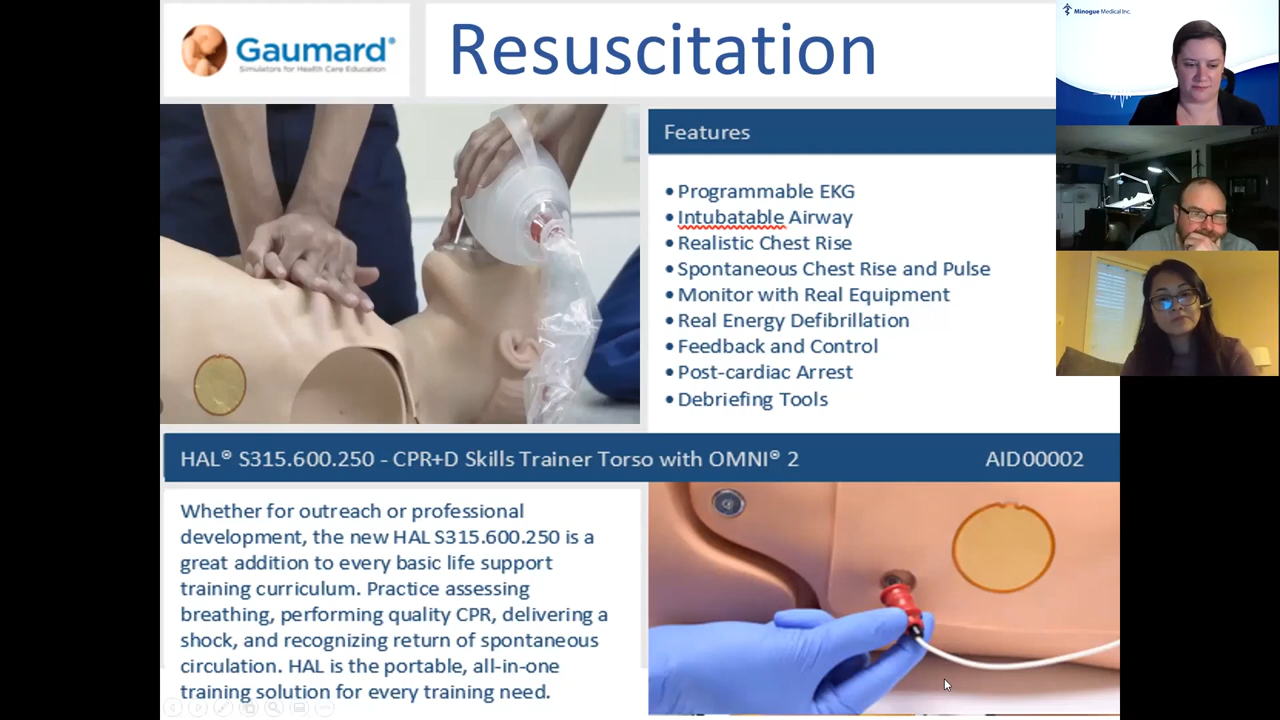 Gaumard®
Simulators for Health Care Education
Resuscitation
Minogue Medical Inc.
Features
• Programmable EKG
• Intubatable Airway
• Realistic Chest Rise
• Spontaneous Chest Rise and Pulse
• Monitor with Real Equipment
• Real Energy Defibrillation
• Feedback and Control
• Post-cardiac Arrest
• Debriefing Tools
HAL® S315.600.250 - CPR+D Skills Trainer Torso with OMNI® 2 AID00002
Whether for outreach or professional
development, the new HAL S315.600.250 is a
great addition to every basic life support
training curriculum. Practice assessing
breathing, performing quality CPR, delivering a
shock, and recognizing return of spontaneous
circulation. HAL is the portable, all-in-one
training solution for every training need.